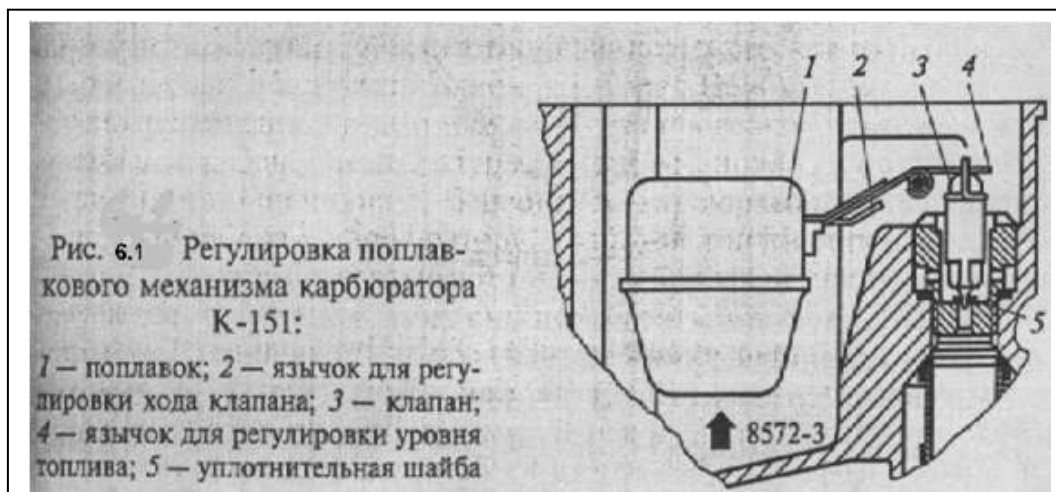 1 2 3 4
Рис. 6.1 Регулировка поплав-
кового механизма карбюратора
К-151:
1 — поплавок; 2 — язычок для регу-
лировки хода клапана; 3 — клапан;
4 — язычок для регулировки уровня
топлива; 5 — уплотнительная шайба
5
8572-3